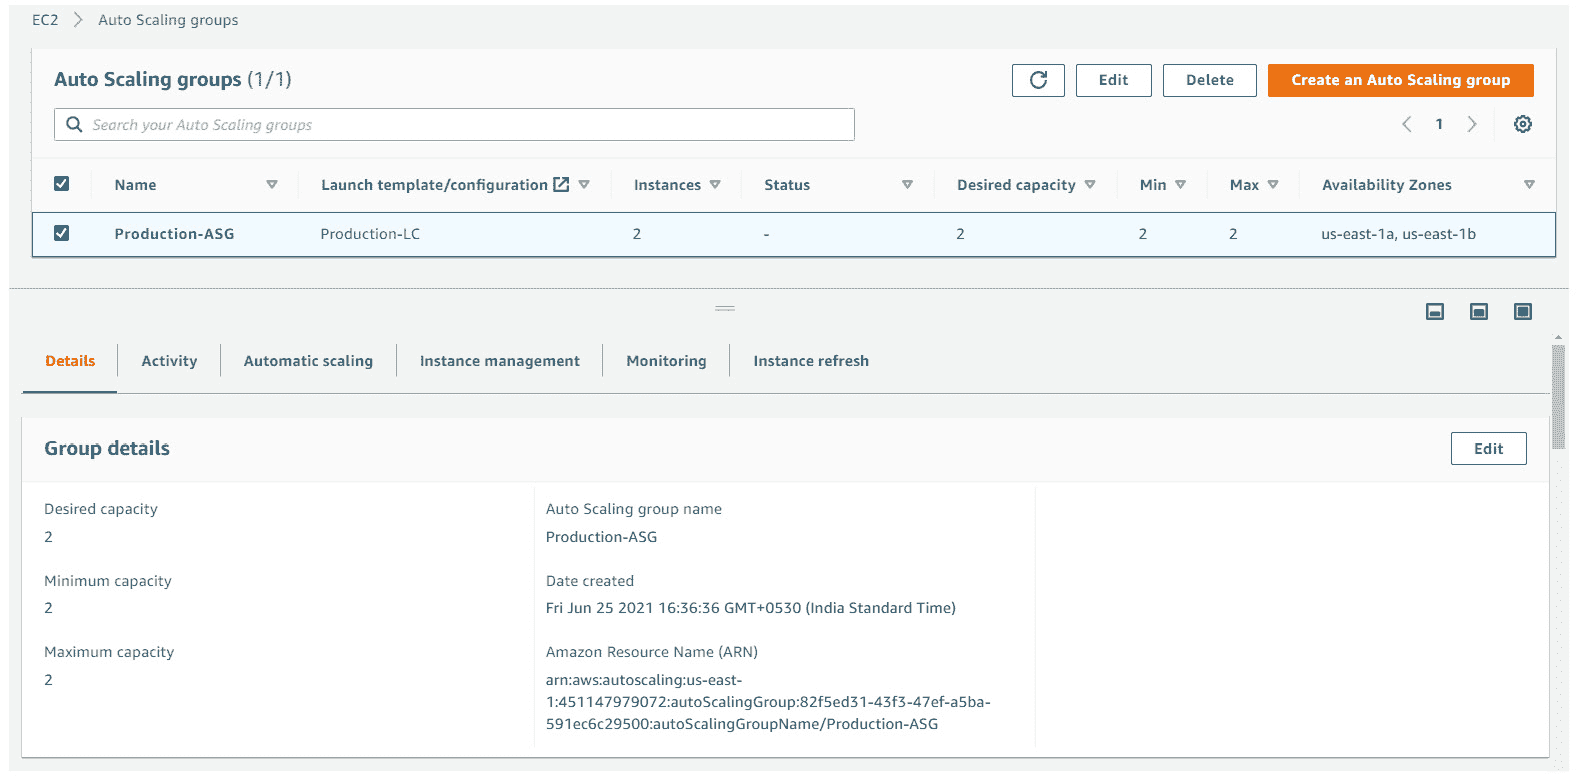 EC2 > Auto Scaling groups
Auto Scaling groups (1/1)
Edit
Delete
Create an Auto Scaling group
Search your Auto Scaling groups
1
Name
Launch template/configuration
Instances
Status
Desired capacity
Min
Max
Availability Zones
Production-ASG
Production-LC
2
-
2
2
2
us-east-1a, us-east-1b
Details
Activity
Automatic scaling
Instance management
Monitoring
Instance refresh
Group details
Edit
Desired capacity
2
Minimum capacity
2
Maximum capacity
2
Auto Scaling group name
Production-ASG
Date created
Fri Jun 25 2021 16:36:36 GMT+0530 (India Standard Time)
Amazon Resource Name (ARN)
arn:aws:autoscaling:us-east-
1:451147979072:autoScalingGroup:82f5ed31-43f3-47ef-a5ba-
591ec6c29500:autoScalingGroupName/Production-ASG